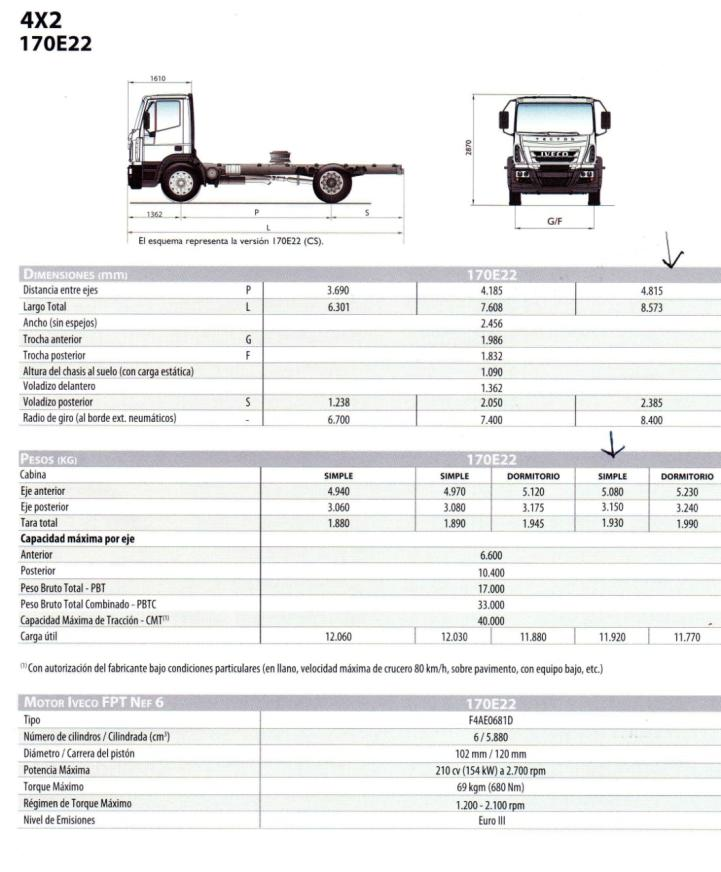 4X2
170E22
1610
2870
TECTOR
IVECO
1362 P S
L
G/F
El esquema representa la versión 170E22 (CS).
DIMENSIONES (mm) 170E22
Distancia entre ejes P 3.690 4.185 4.815
Largo Total L 6.301 7.608 8.573
Ancho (sin espejos) 2.456
Trocha anterior G 1.986
Trocha posterior F 1.832
Altura del chasis al suelo (con carga estática) 1.090
Voladizo delantero 1.362
Voladizo posterior S 1.238 2.050 2.385
Radio de giro (al borde ext. neumáticos) - 6.700 7.400 8.400
PESOS (KG) 170E22
Cabina SIMPLE SIMPLE DORMITORIO SIMPLE DORMITORIO
Eje anterior 4.940 4.970 5.120 5.080 5.230
Eje posterior 3.060 3.080 3.175 3.150 3.240
Tara total 1.880 1.890 1.945 1.930 1.990
Capacidad máxima por eje
Anterior 6.600
Posterior 10.400
Peso Bruto Total - PBT 17.000
Peso Bruto Total Combinado - PBTC 33.000
Capacidad Máxima de Tracción - CMT(1) 40.000
Carga útil 12.060 12.030 11.880 11.920 11.770
(1) Con autorización del fabricante bajo condiciones particulares (en llano, velocidad máxima de crucero 80 km/h, sobre pavimento, con equipo bajo, etc.)
MOTOR IVECO FPT NEF 6 170E22
Tipo F4AE0681D
Número de cilindros / Cilindrada (cm³) 6 / 5.880
Diámetro / Carrera del pistón 102 mm / 120 mm
Potencia Máxima 210 cv (154 kW) a 2.700 rpm
Torque Máximo 69 kgm (680 Nm)
Régimen de Torque Máximo 1.200 - 2.100 rpm
Nivel de Emisiones Euro III